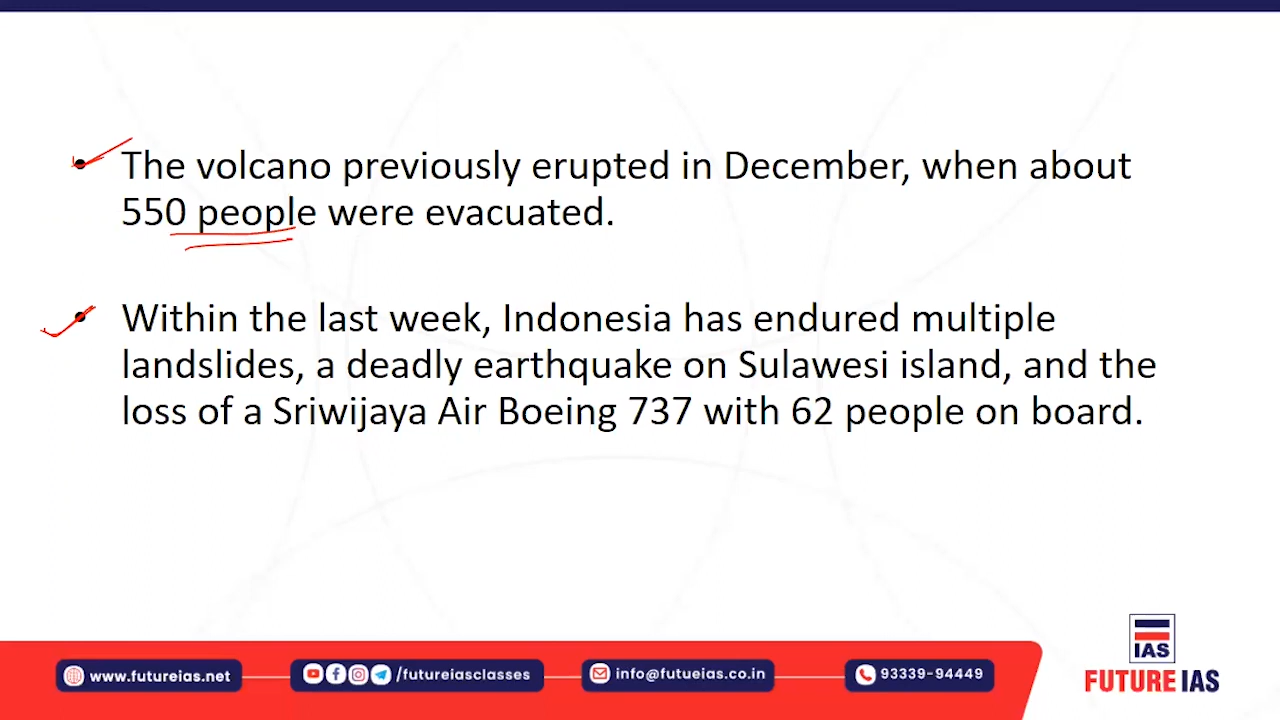 • The volcano previously erupted in December, when about
550 people were evacuated.
• Within the last week, Indonesia has endured multiple
landslides, a deadly earthquake on Sulawesi island, and the
loss of a Sriwijaya Air Boeing 737 with 62 people on board.
www.futureias.net
/futureiasclasses
info@futueias.co.in
93339-94449
IAS
FUTURE IAS